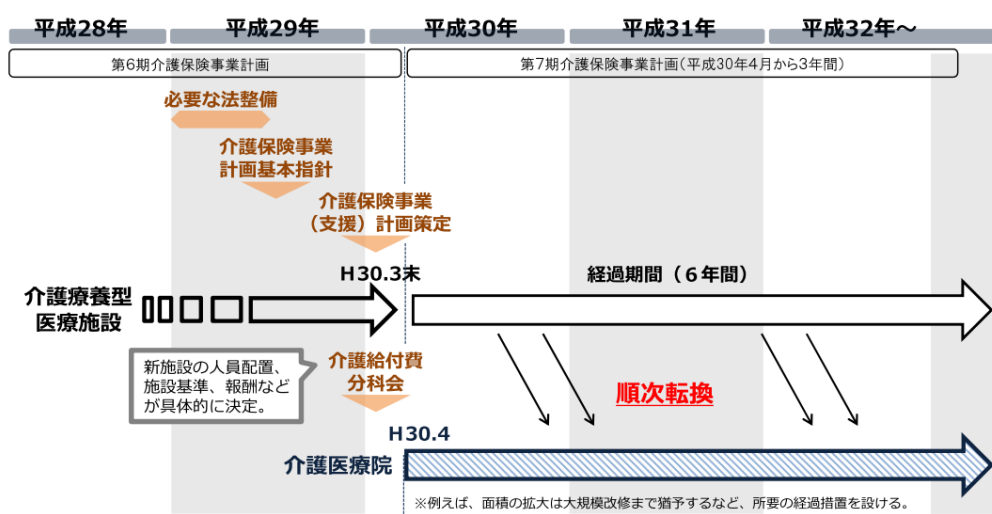 平成28年
平成29年
平成30年
平成31年
平成32年～
第6期介護保険事業計画
第7期介護保険事業計画(平成30年4月から3年間)
必要な法整備
介護保険事業
計画基本指針
介護保険事業
（支援）計画策定
H30.3末
経過期間（６年間）
介護療養型
医療施設
新施設の人員配置、
施設基準、報酬など
が具体的に決定。
介護給付費
分科会
順次転換
H30.4
介護医療院
※例えば、面積の拡大は大規模改修まで猶予するなど、所要の経過措置を設ける。